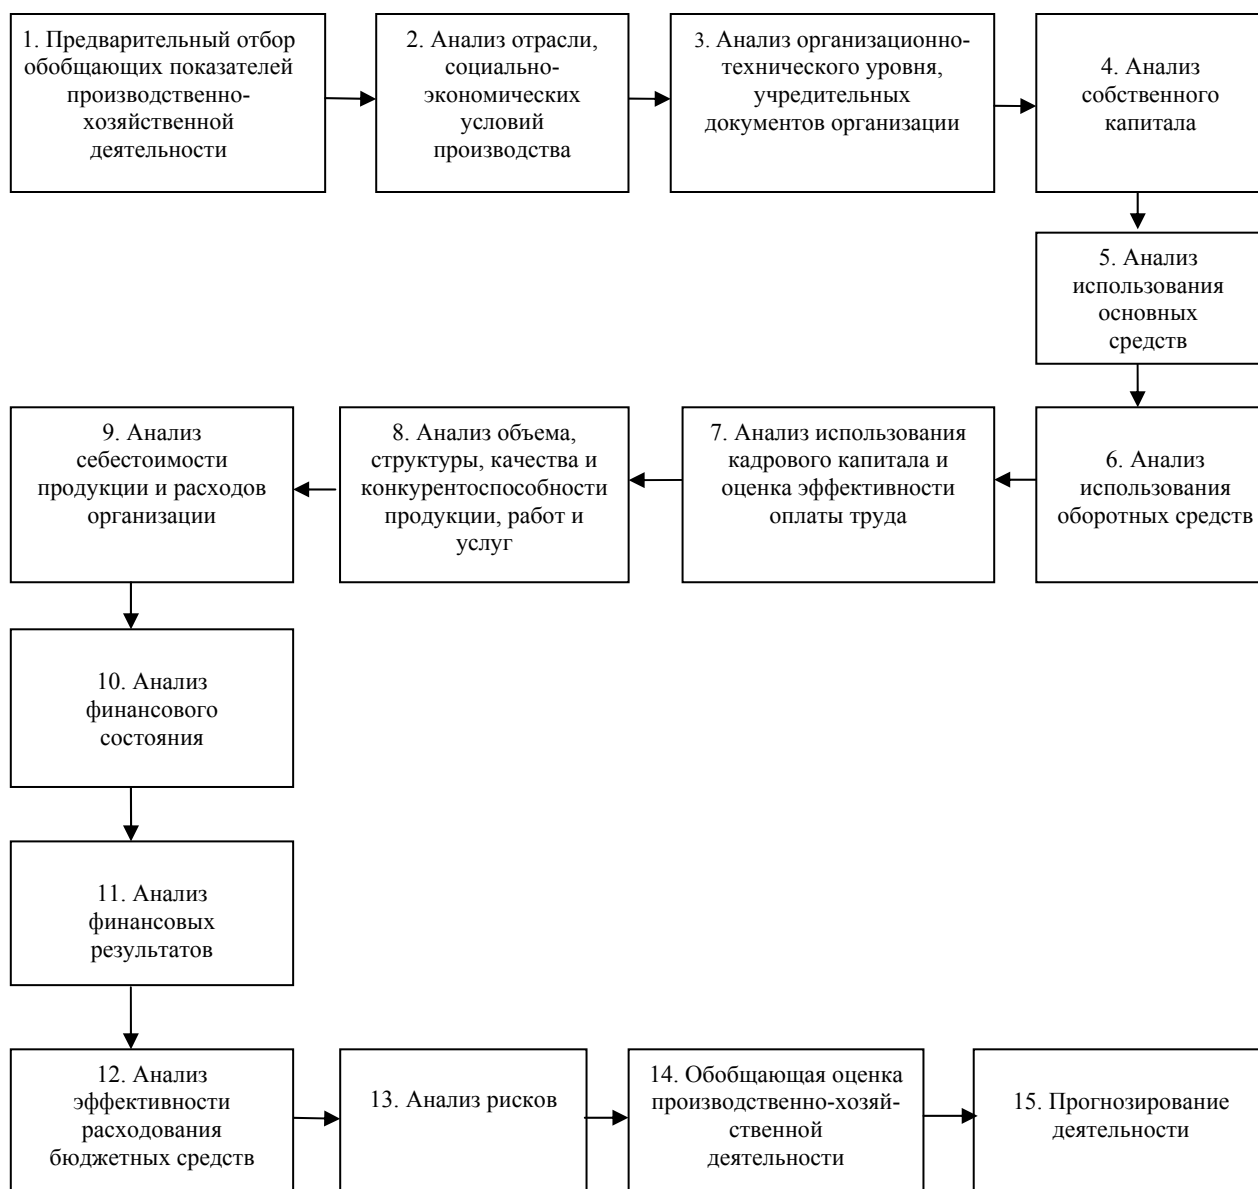 1. Предварительный отбор
обобщающих показателей
производственно-
хозяйственной
деятельности
2. Анализ отрасли,
социально-
экономических
условий
производства
3. Анализ организационно-
технического уровня,
учредительных
документов организации
4. Анализ
собственного
капитала
5. Анализ
использования
основных
средств
6. Анализ
использования
оборотных средств
7. Анализ использования
кадрового капитала и
оценка эффективности
оплаты труда
8. Анализ объема,
структуры, качества и
конкурентоспособности
продукции, работ и
услуг
9. Анализ
себестоимости
продукции и расходов
организации
10. Анализ
финансового
состояния
11. Анализ
финансовых
результатов
12. Анализ
эффективности
расходования
бюджетных средств
13. Анализ рисков
14. Обобщающая оценка
производственно-хозяй-
ственной
деятельности
15. Прогнозирование
деятельности